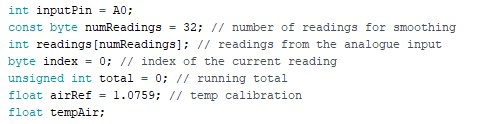 int inputPin = A0;
const byte numReadings = 32; // number of readings for smoothing
int readings[numReadings]; // readings from the analogue input
byte index = 0; // index of the current reading
unsigned int total = 0; // running total
float airRef = 1.0759; // temp calibration
float tempAir;